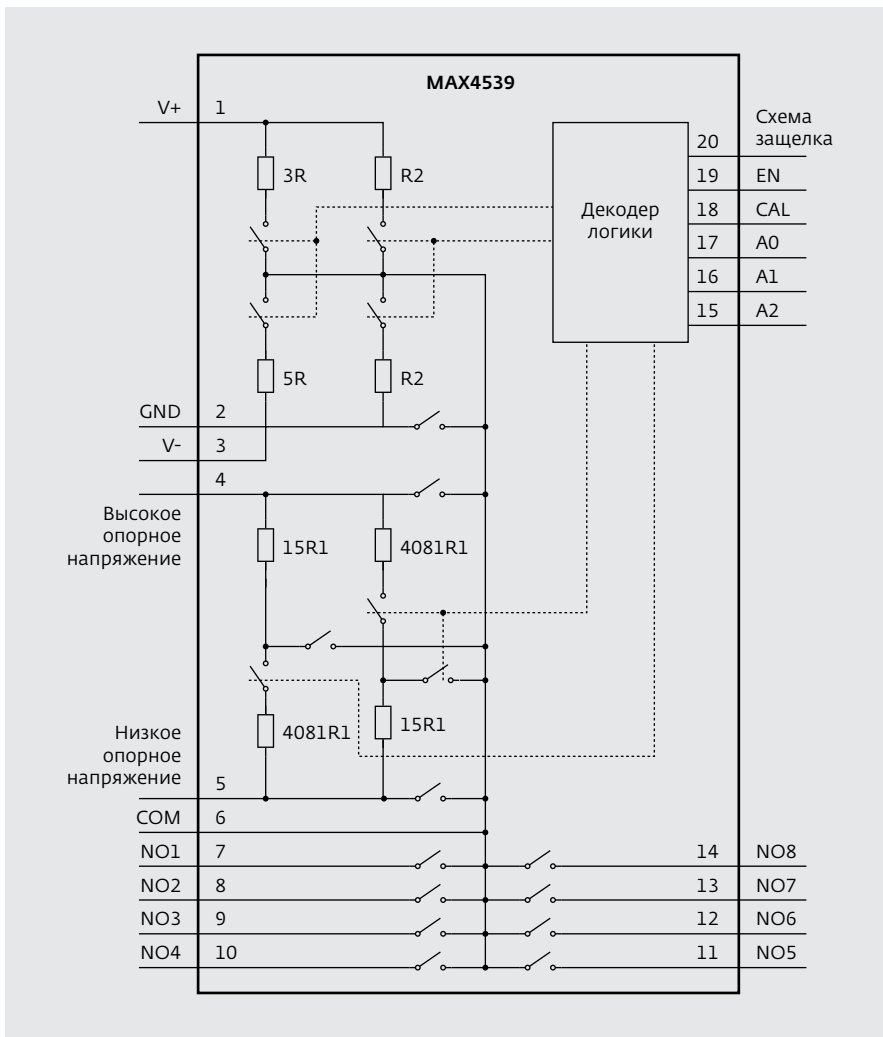 MAX4539
V+ 1
Схема
защелка
20
3R
R2
19 EN
Декодер
логики
18 CAL
17 A0
16 A1
15 A2
5R
R2
GND 2
V- 3
4
Высокое
опорное
напряжение
15R1
4081R1
4081R1
15R1
Низкое
опорное
напряжение
5
COM 6
NO1 7
14 NO8
NO2 8
13 NO7
NO3 9
12 NO6
NO4 10
11 NO5